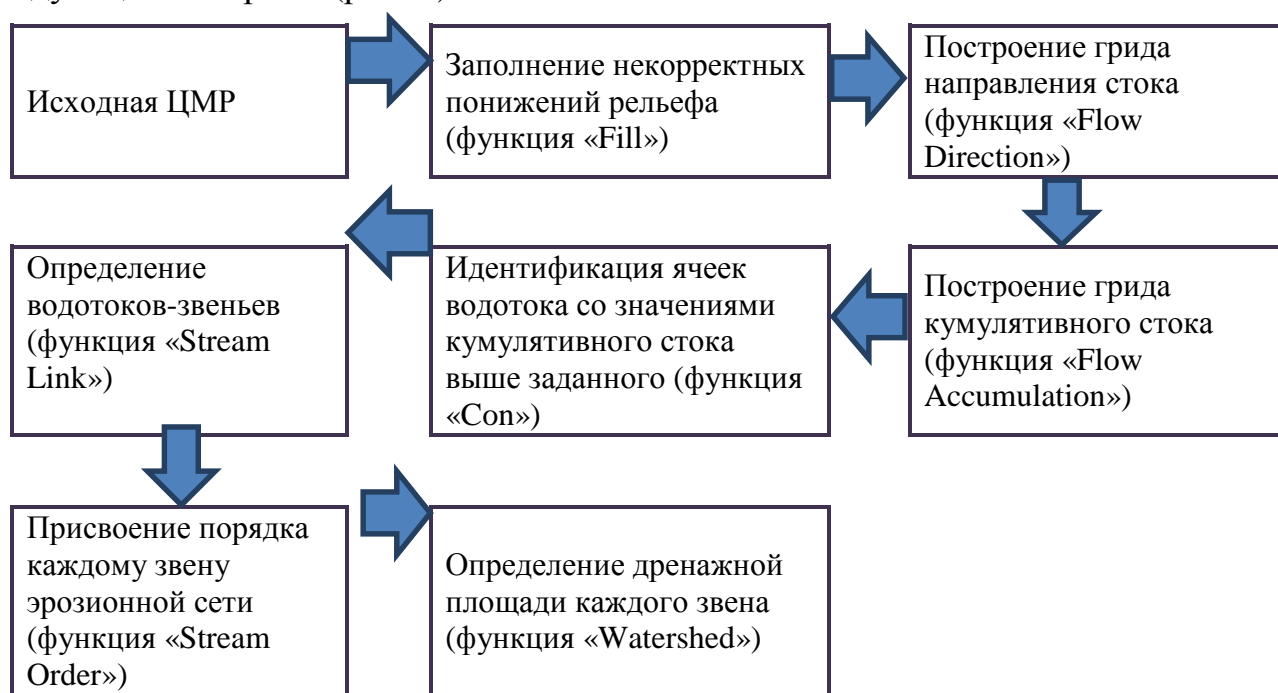 Исходная ЦМР
Заполнение некорректных
понижений рельефа
(функция «Fill»)
Построение грида
направления стока
(функция «Flow
Direction»)
Построение грида
кумулятивного стока
(функция «Flow
Accumulation»)
Идентификация ячеек
водотока со значениями
кумулятивного стока
выше заданного (функция
«Con»)
Определение
водотоков-звеньев
(функция «Stream
Link»)
Присвоение порядка
каждому звену
эрозионной сети
(функция «Stream
Order»)
Определение дренажной
площади каждого звена
(функция «Watershed»)